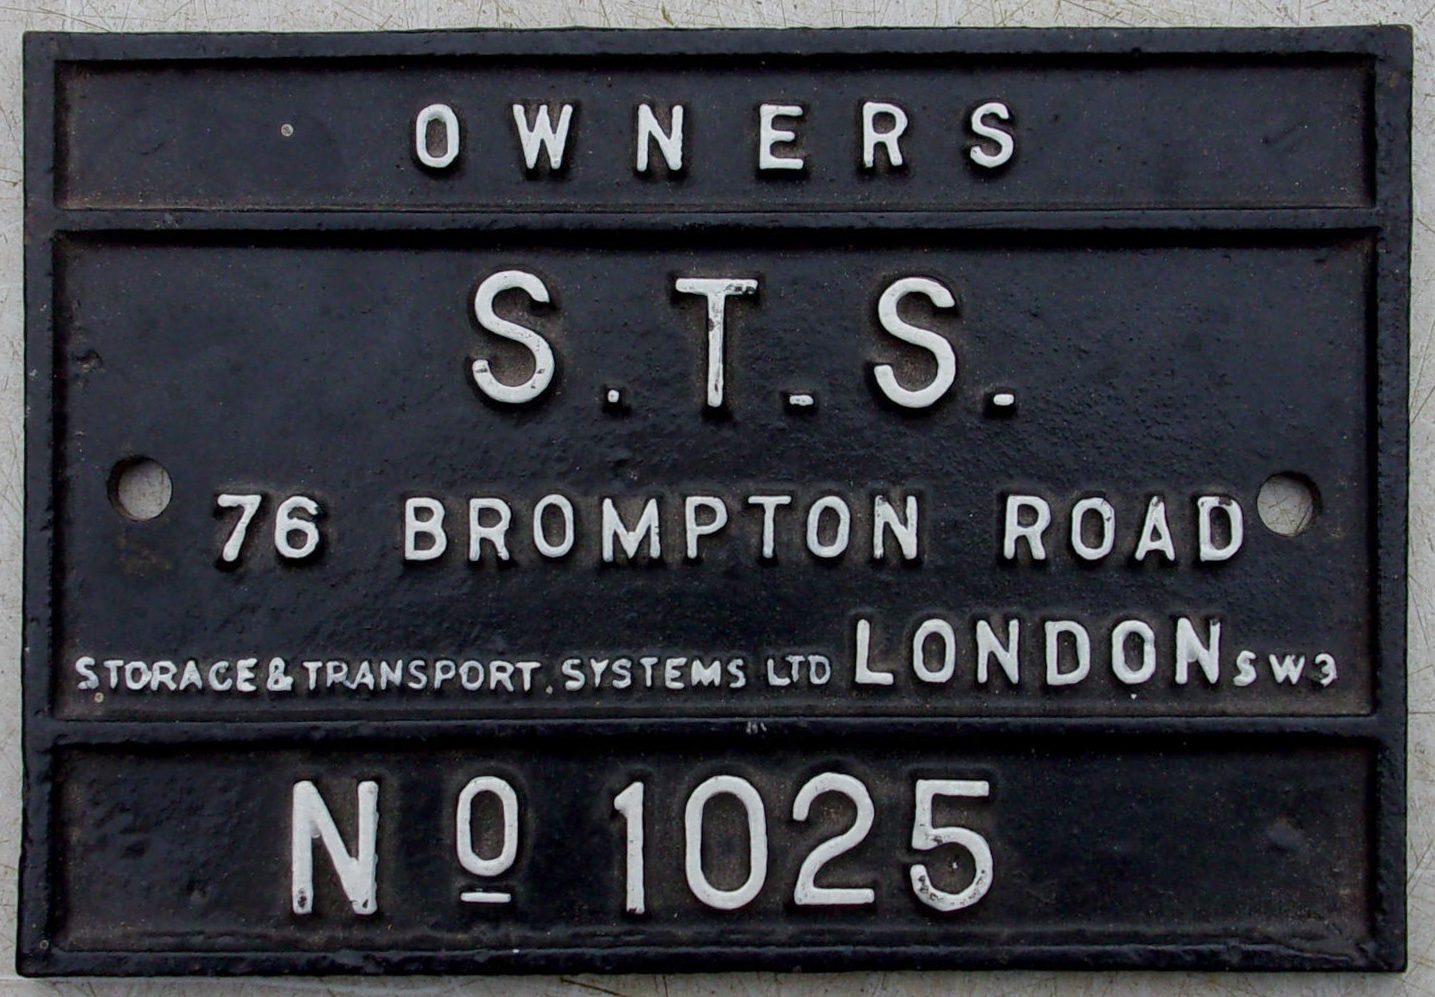 OWNERS
S.T.S.
76 BROMPTON ROAD
STORAGE & TRANSPORT. SYSTEMS LTD LONDON SW3
Nº 1025